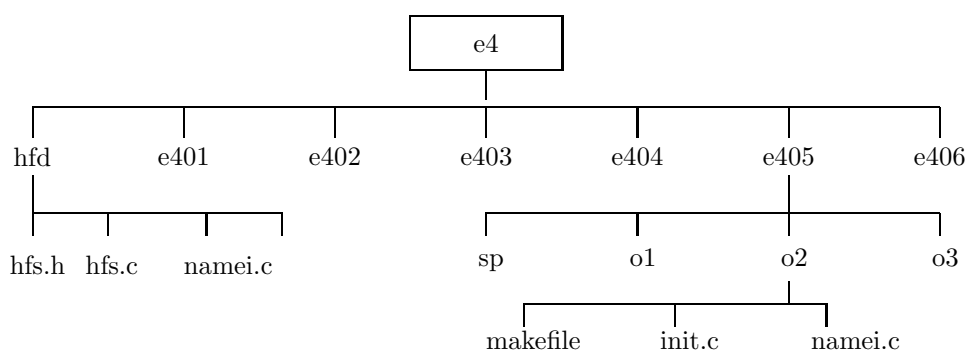 e4
hfd e401 e402 e403 e404 e405 e406
hfs.h hfs.c namei.c sp o1 o2 o3
makefile init.c namei.c